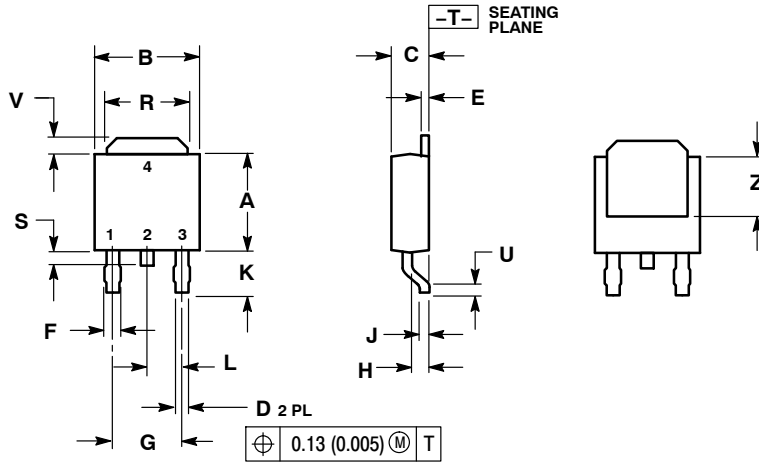 –T– SEATING
PLANE
C
B
V
R
E
4
A
Z
S
1 2 3
U
K
F
J
L
H
D 2 PL
G
⌖ 0.13 (0.005) Ⓜ T